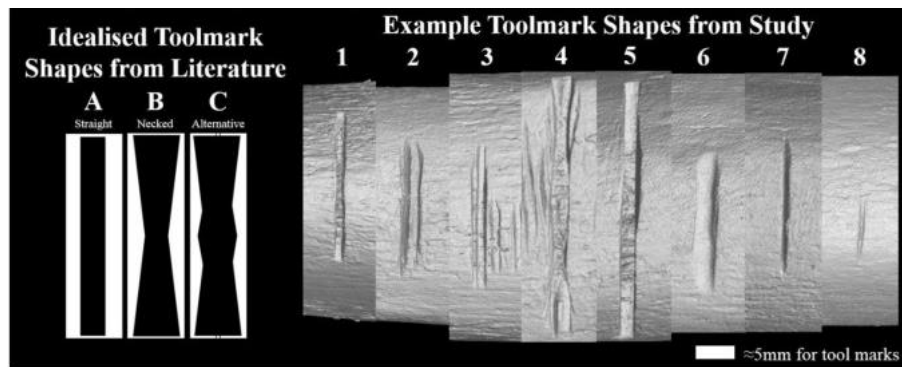 Idealised Toolmark
Shapes from Literature
A B C
Straight Necked Alternative
Example Toolmark Shapes from Study
1 2 3 4 5 6 7 8
≈5mm for tool marks